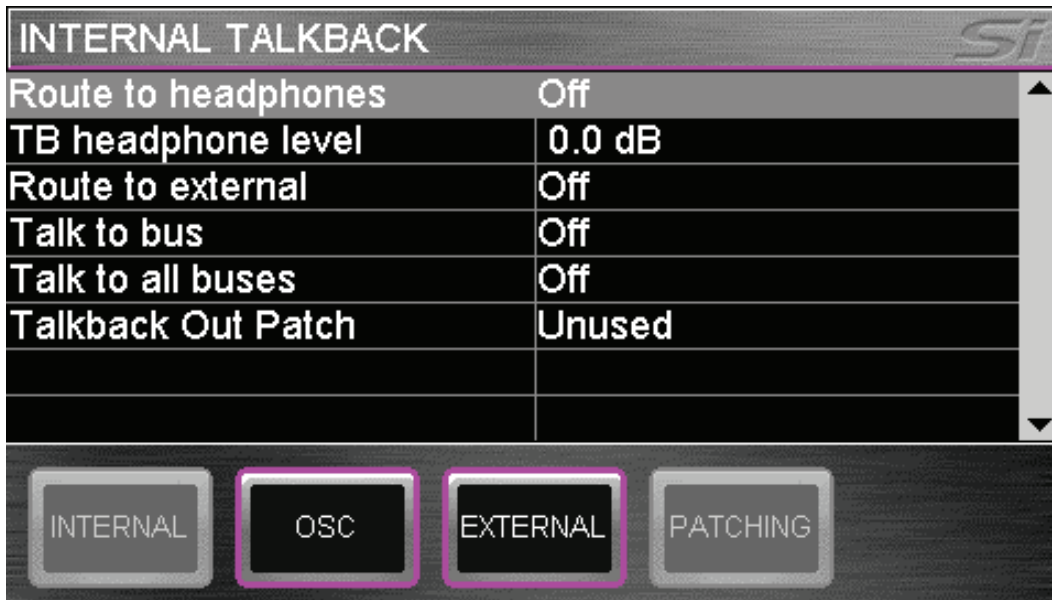 INTERNAL TALKBACK Si
Route to headphones Off
TB headphone level 0.0 dB
Route to external Off
Talk to bus Off
Talk to all buses Off
Talkback Out Patch Unused
INTERNAL OSC EXTERNAL PATCHING